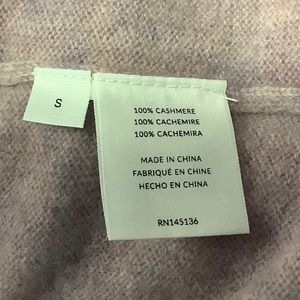 S
100% CASHMERE
100% CACHEMIRE
100% CACHEMIRA
MADE IN CHINA
FABRIQUÉ EN CHINE
HECHO EN CHINA
RN145136